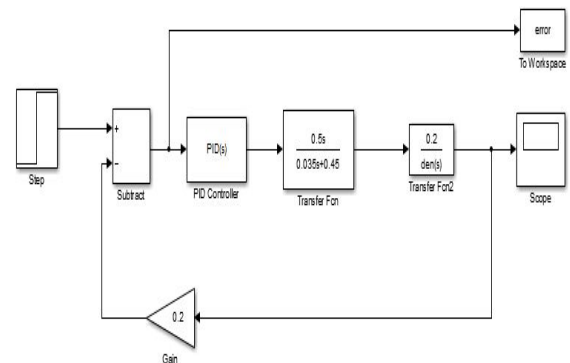 error
To Workspace
+
−
Step
Subtract
PID(s)
PID Controller
0.5s
0.035s+0.45
Transfer Fcn
0.2
den(s)
Transfer Fcn2
Scope
0.2
Gain